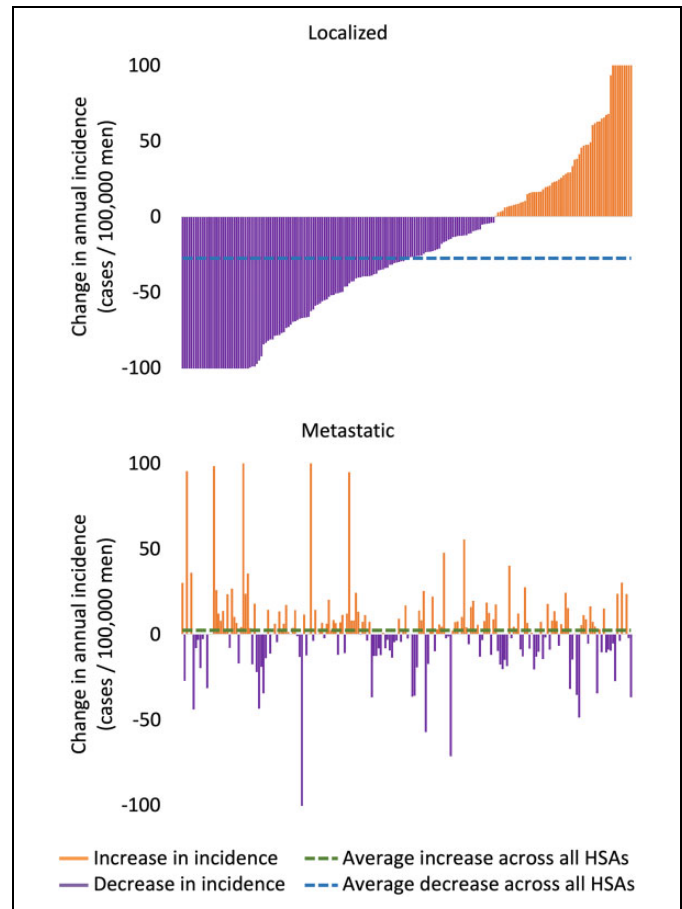 Localized
Change in annual incidence
(cases / 100,000 men)
100
50
0
-50
-100
Metastatic
Change in annual incidence
(cases / 100,000 men)
100
50
0
-50
-100
Increase in incidence
Average increase across all HSAs
Decrease in incidence
Average decrease across all HSAs